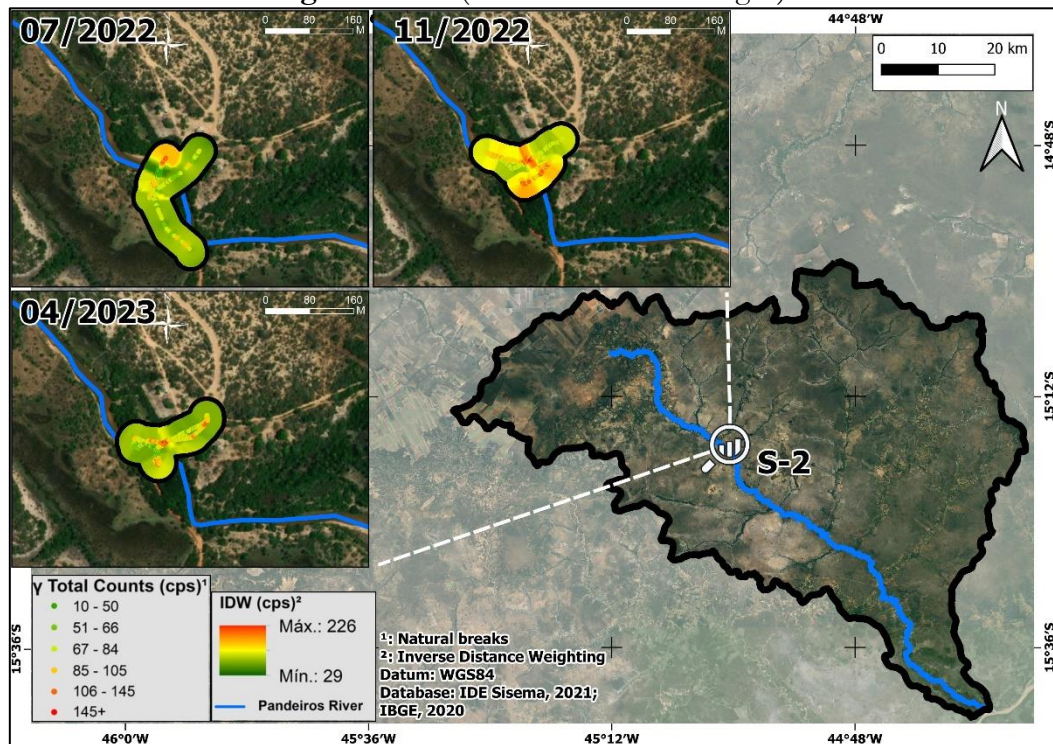 07/2022
0 80 160
M
11/2022
0 80 160
M
44°48'W
0 10 20 km
N
14°48'S
04/2023
0 80 160
M
15°12'S
15°12'S
S-2
γ Total Counts (cps)¹
10 - 50
51 - 66
67 - 84
85 - 105
106 - 145
145+
IDW (cps)²
Máx.: 226
Mín.: 29
Pandeiros River
¹: Natural breaks
²: Inverse Distance Weighting
Datum: WGS84
Database: IDE Sisema, 2021;
IBGE, 2020
15°36'S
15°36'S
46°0'W 45°36'W 45°12'W 44°48'W